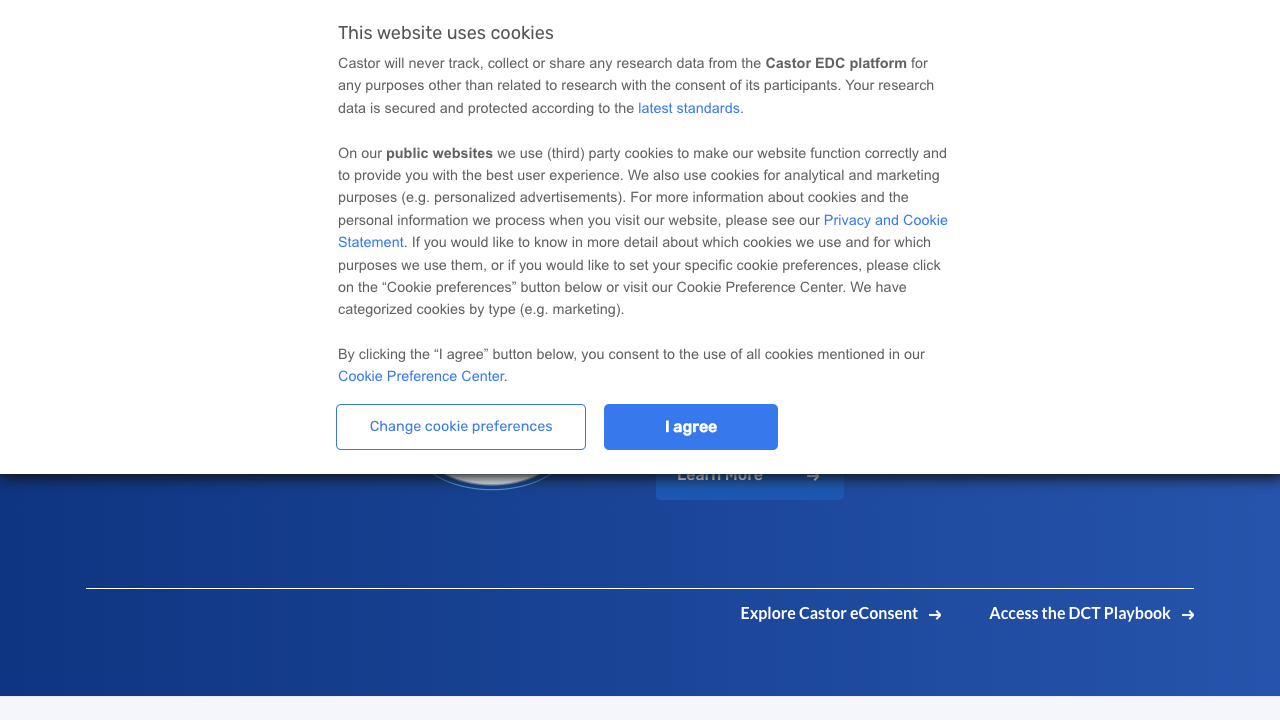 This website uses cookies
Castor will never track, collect or share any research data from the Castor EDC platform for
any purposes other than related to research with the consent of its participants. Your research
data is secured and protected according to the latest standards.
On our public websites we use (third) party cookies to make our website function correctly and
to provide you with the best user experience. We also use cookies for analytical and marketing
purposes (e.g. personalized advertisements). For more information about cookies and the
personal information we process when you visit our website, please see our Privacy and Cookie
Statement. If you would like to know in more detail about which cookies we use and for which
purposes we use them, or if you would like to set your specific cookie preferences, please click
on the “Cookie preferences” button below or visit our Cookie Preference Center. We have
categorized cookies by type (e.g. marketing).
By clicking the “I agree” button below, you consent to the use of all cookies mentioned in our
Cookie Preference Center.
Change cookie preferences
I agree
Learn More
Explore Castor eConsent
Access the DCT Playbook